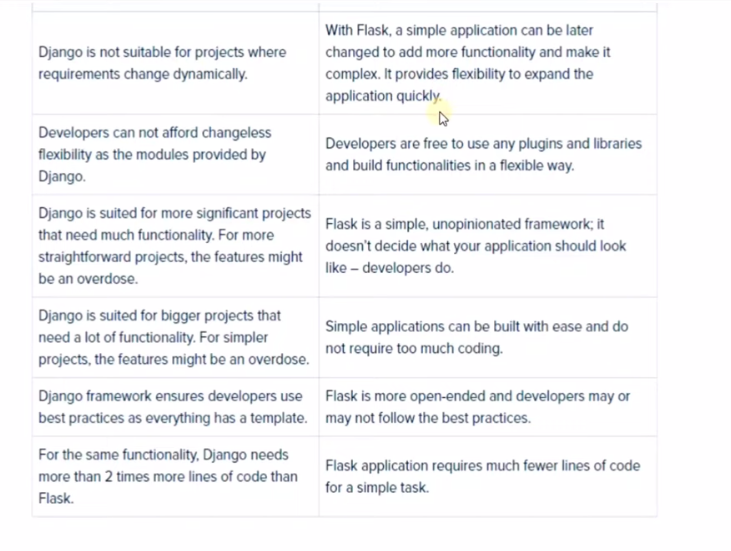 Django is not suitable for projects where
requirements change dynamically.
With Flask, a simple application can be later
changed to add more functionality and make it
complex. It provides flexibility to expand the
application quickly.
Developers can not afford changeless
flexibility as the modules provided by
Django.
Developers are free to use any plugins and libraries
and build functionalities in a flexible way.
Django is suited for more significant projects
that need much functionality. For more
straightforward projects, the features might
be an overdose.
Flask is a simple, unopinionated framework; it
doesn't decide what your application should look
like – developers do.
Django is suited for bigger projects that
need a lot of functionality. For simpler
projects, the features might be an overdose.
Simple applications can be built with ease and do
not require too much coding.
Django framework ensures developers use
best practices as everything has a template.
Flask is more open-ended and developers may or
may not follow the best practices.
For the same functionality, Django needs
more than 2 times more lines of code than
Flask.
Flask application requires much fewer lines of code
for a simple task.